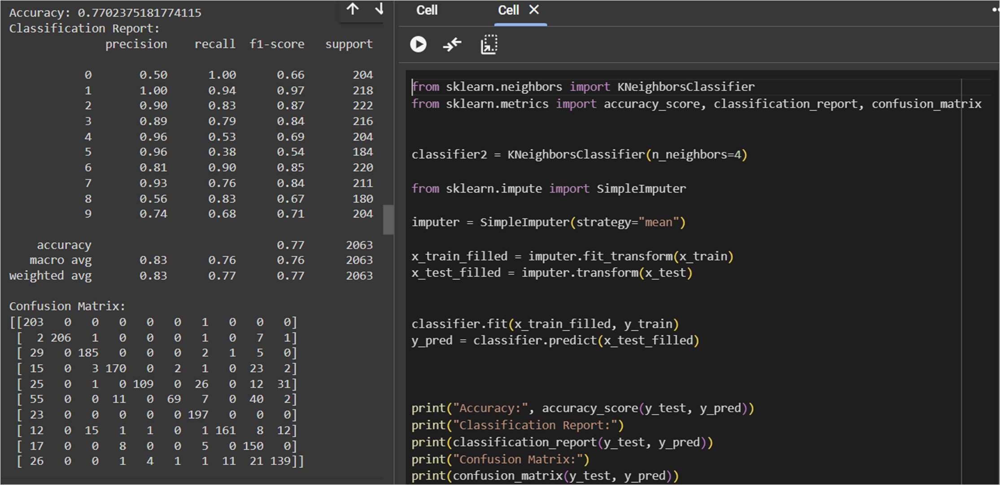 Accuracy: 0.7702375181774115
Classification Report:
precision recall f1-score support
0 0.50 1.00 0.66 204
1 1.00 0.94 0.97 218
2 0.90 0.83 0.87 222
3 0.89 0.79 0.84 216
4 0.96 0.53 0.69 204
5 0.96 0.38 0.54 184
6 0.81 0.90 0.85 220
7 0.93 0.76 0.84 211
8 0.56 0.83 0.67 180
9 0.74 0.68 0.71 204
accuracy 0.77 2063
macro avg 0.83 0.76 0.76 2063
weighted avg 0.83 0.77 0.77 2063
Confusion Matrix:
[[203 0 0 0 0 0 1 0 0 0]
[ 2 206 1 0 0 0 1 0 7 1]
[ 29 0 185 0 0 0 2 1 5 0]
[ 15 0 3 170 0 2 1 0 23 2]
[ 25 0 1 0 109 0 26 0 12 31]
[ 55 0 0 11 0 69 7 0 40 2]
[ 23 0 0 0 0 0 197 0 0 0]
[ 12 0 15 1 1 0 1 161 8 12]
[ 17 0 0 8 0 0 5 0 150 0]
[ 26 0 0 1 4 1 1 11 21 139]]
Cell Cell
from sklearn.neighbors import KNeighborsClassifier
from sklearn.metrics import accuracy_score, classification_report, confusion_matrix
classifier2 = KNeighborsClassifier(n_neighbors=4)
from sklearn.impute import SimpleImputer
imputer = SimpleImputer(strategy="mean")
x_train_filled = imputer.fit_transform(x_train)
x_test_filled = imputer.transform(x_test)
classifier.fit(x_train_filled, y_train)
y_pred = classifier.predict(x_test_filled)
print("Accuracy:", accuracy_score(y_test, y_pred))
print("Classification Report:")
print(classification_report(y_test, y_pred))
print("Confusion Matrix:")
print(confusion_matrix(y_test, y_pred))